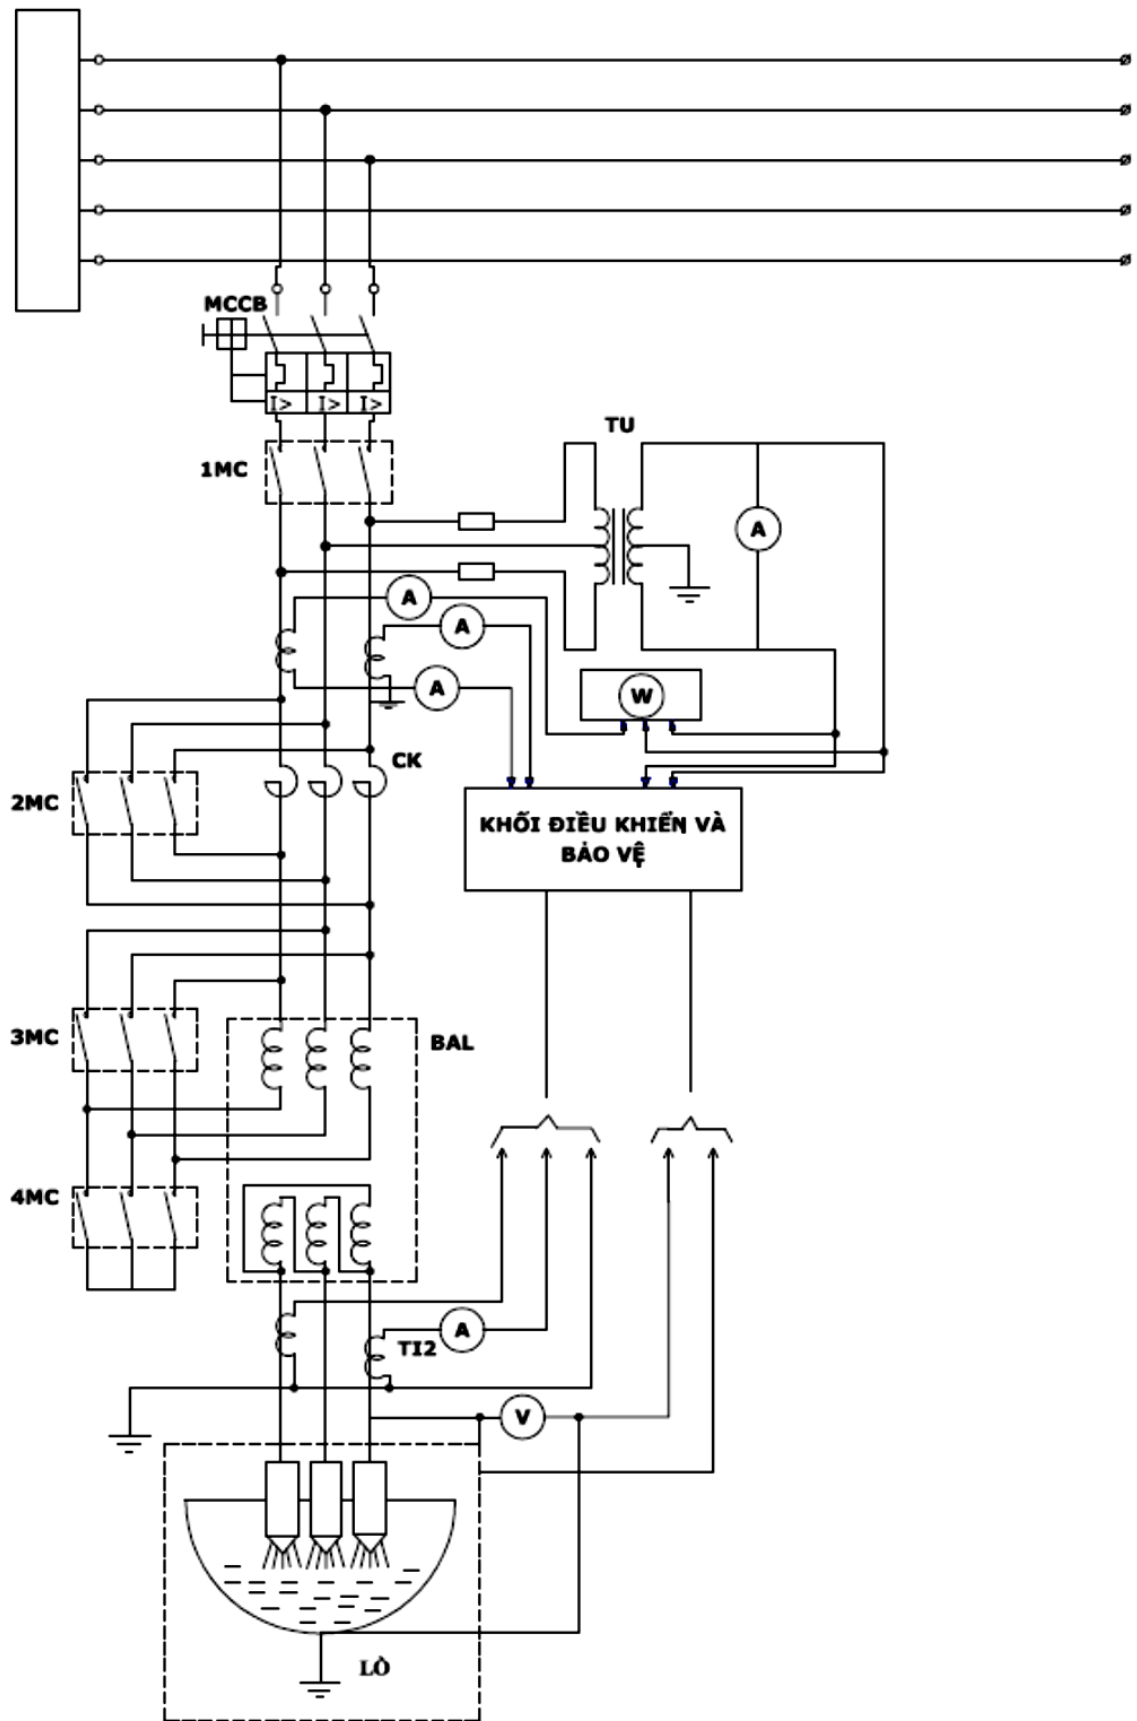 MCCB
I> I> I>
TU
1MC
A
A
A
A
W
CK
2MC
KHỐI ĐIỀU KHIỂN VÀ
BẢO VỆ
3MC
BAL
4MC
A
TI2
V
LÒ